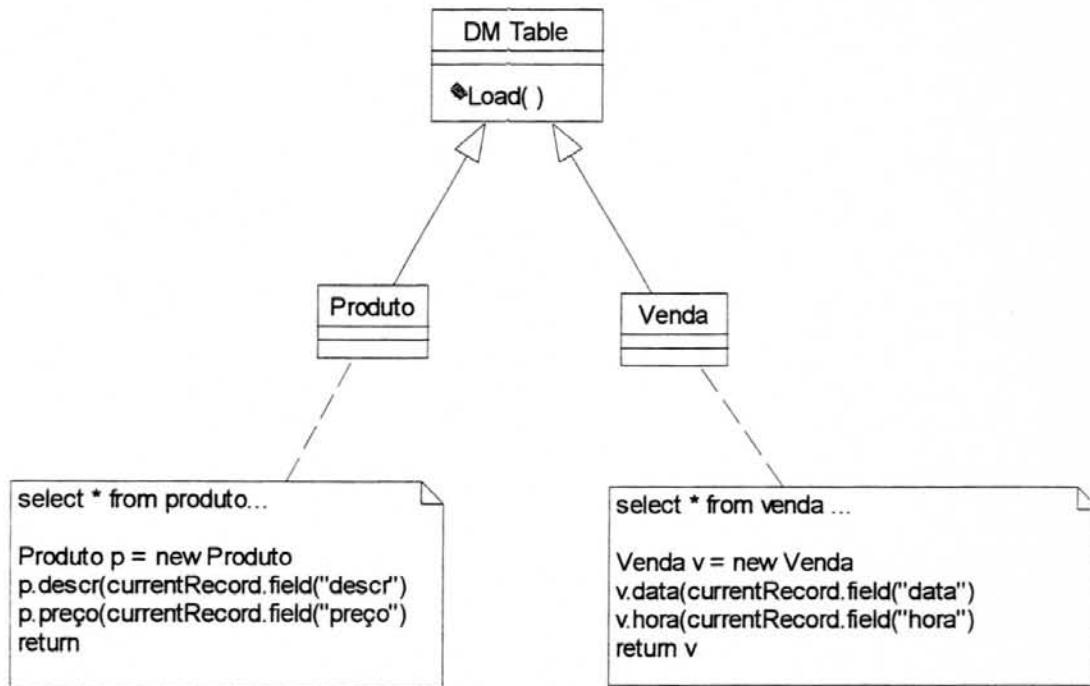 DM Table
Load( )
Produto
Venda
select * from produto...
Produto p = new Produto
p.descr(currentRecord.field("descr")
p.preço(currentRecord.field("preço")
return
select * from venda ...
Venda v = new Venda
v.data(currentRecord.field("data")
v.hora(currentRecord.field("hora")
return v